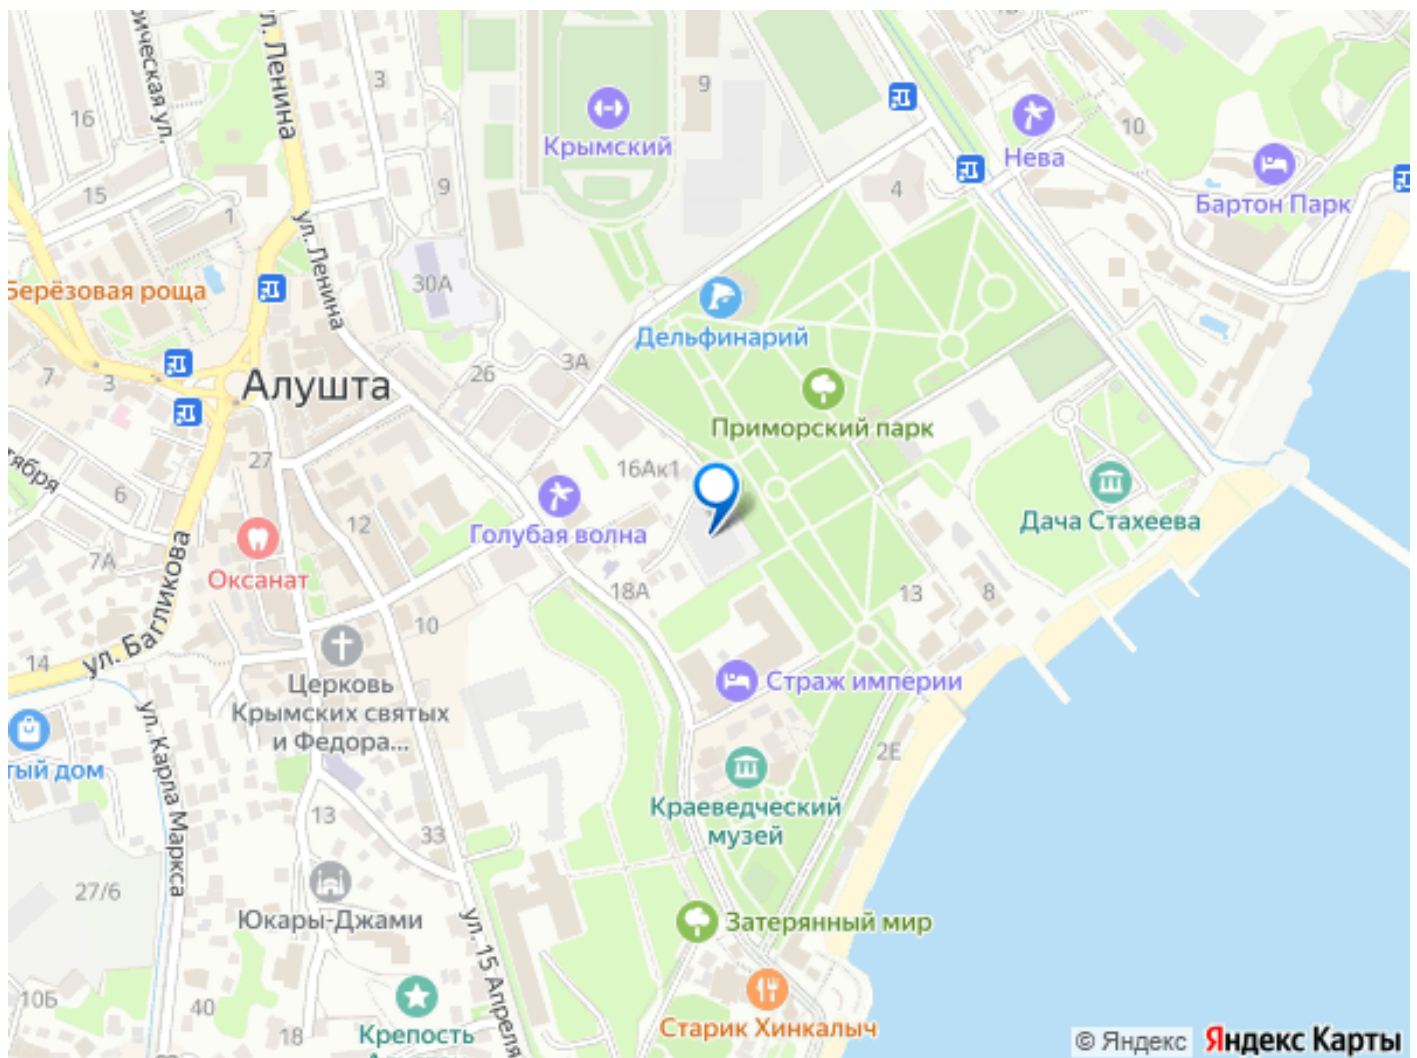 ул. Ленина
3
9
16
Крымский
Нева
10
15
9
4
Бартон Парк
1
ул. Ленина
30А
Берёзовая роща
Дельфинарий
7
3
26
3А
Алушта
Приморский парк
27
16Ак1
6
12
Голубая волна
Дача Стахеева
7А
Оксанат
18А
13
8
ул. Багликова
10
14
Церковь
Крымских святых
и Федора...
Страж империи
ул. Карла Маркса
2Е
Краеведческий
музей
13
33
27/6
Юкары-Джами
Затерянный мир
ул. 15 Апреля
10Б
40
18
Крепость
Старик Хинкалыч
© Яндекс Яндекс Карты